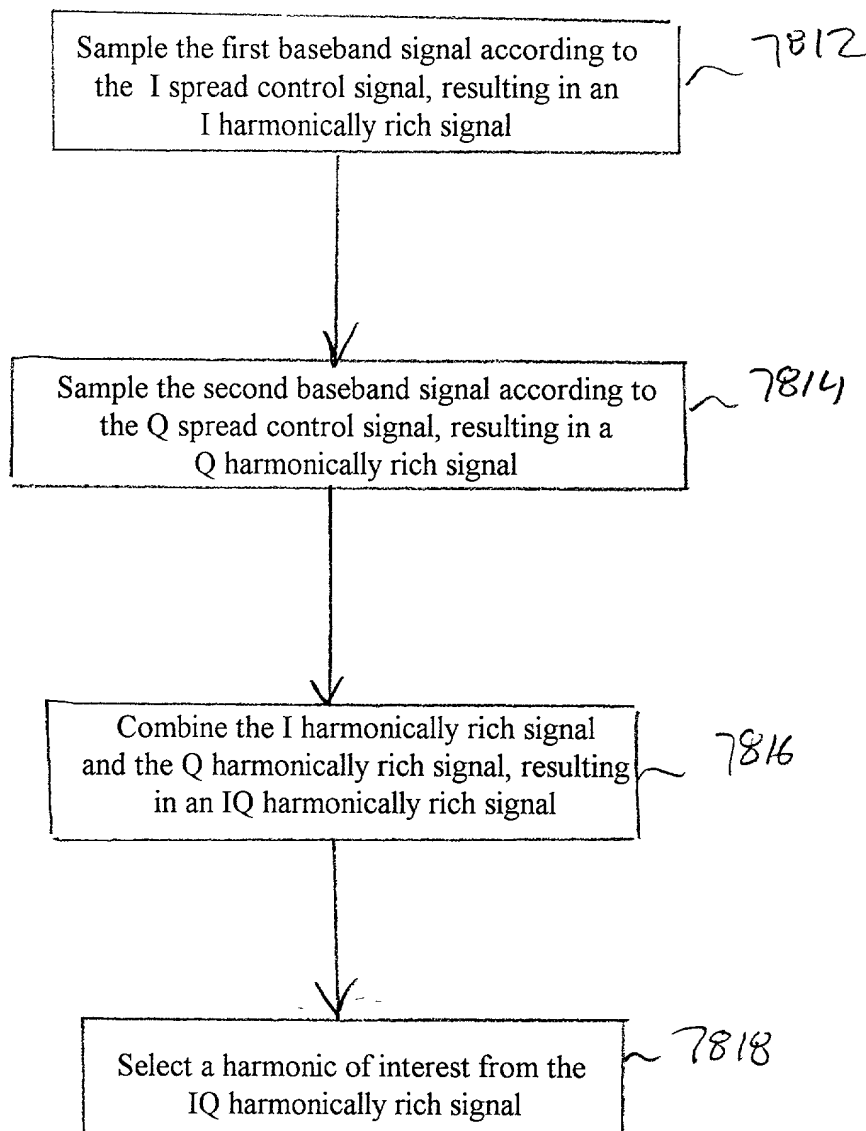 Sample the first baseband signal according to
the I spread control signal, resulting in an
I harmonically rich signal
7812
Sample the second baseband signal according to
the Q spread control signal, resulting in a
Q harmonically rich signal
7814
Combine the I harmonically rich signal
and the Q harmonically rich signal, resulting
in an IQ harmonically rich signal
7816
Select a harmonic of interest from the
IQ harmonically rich signal
7818